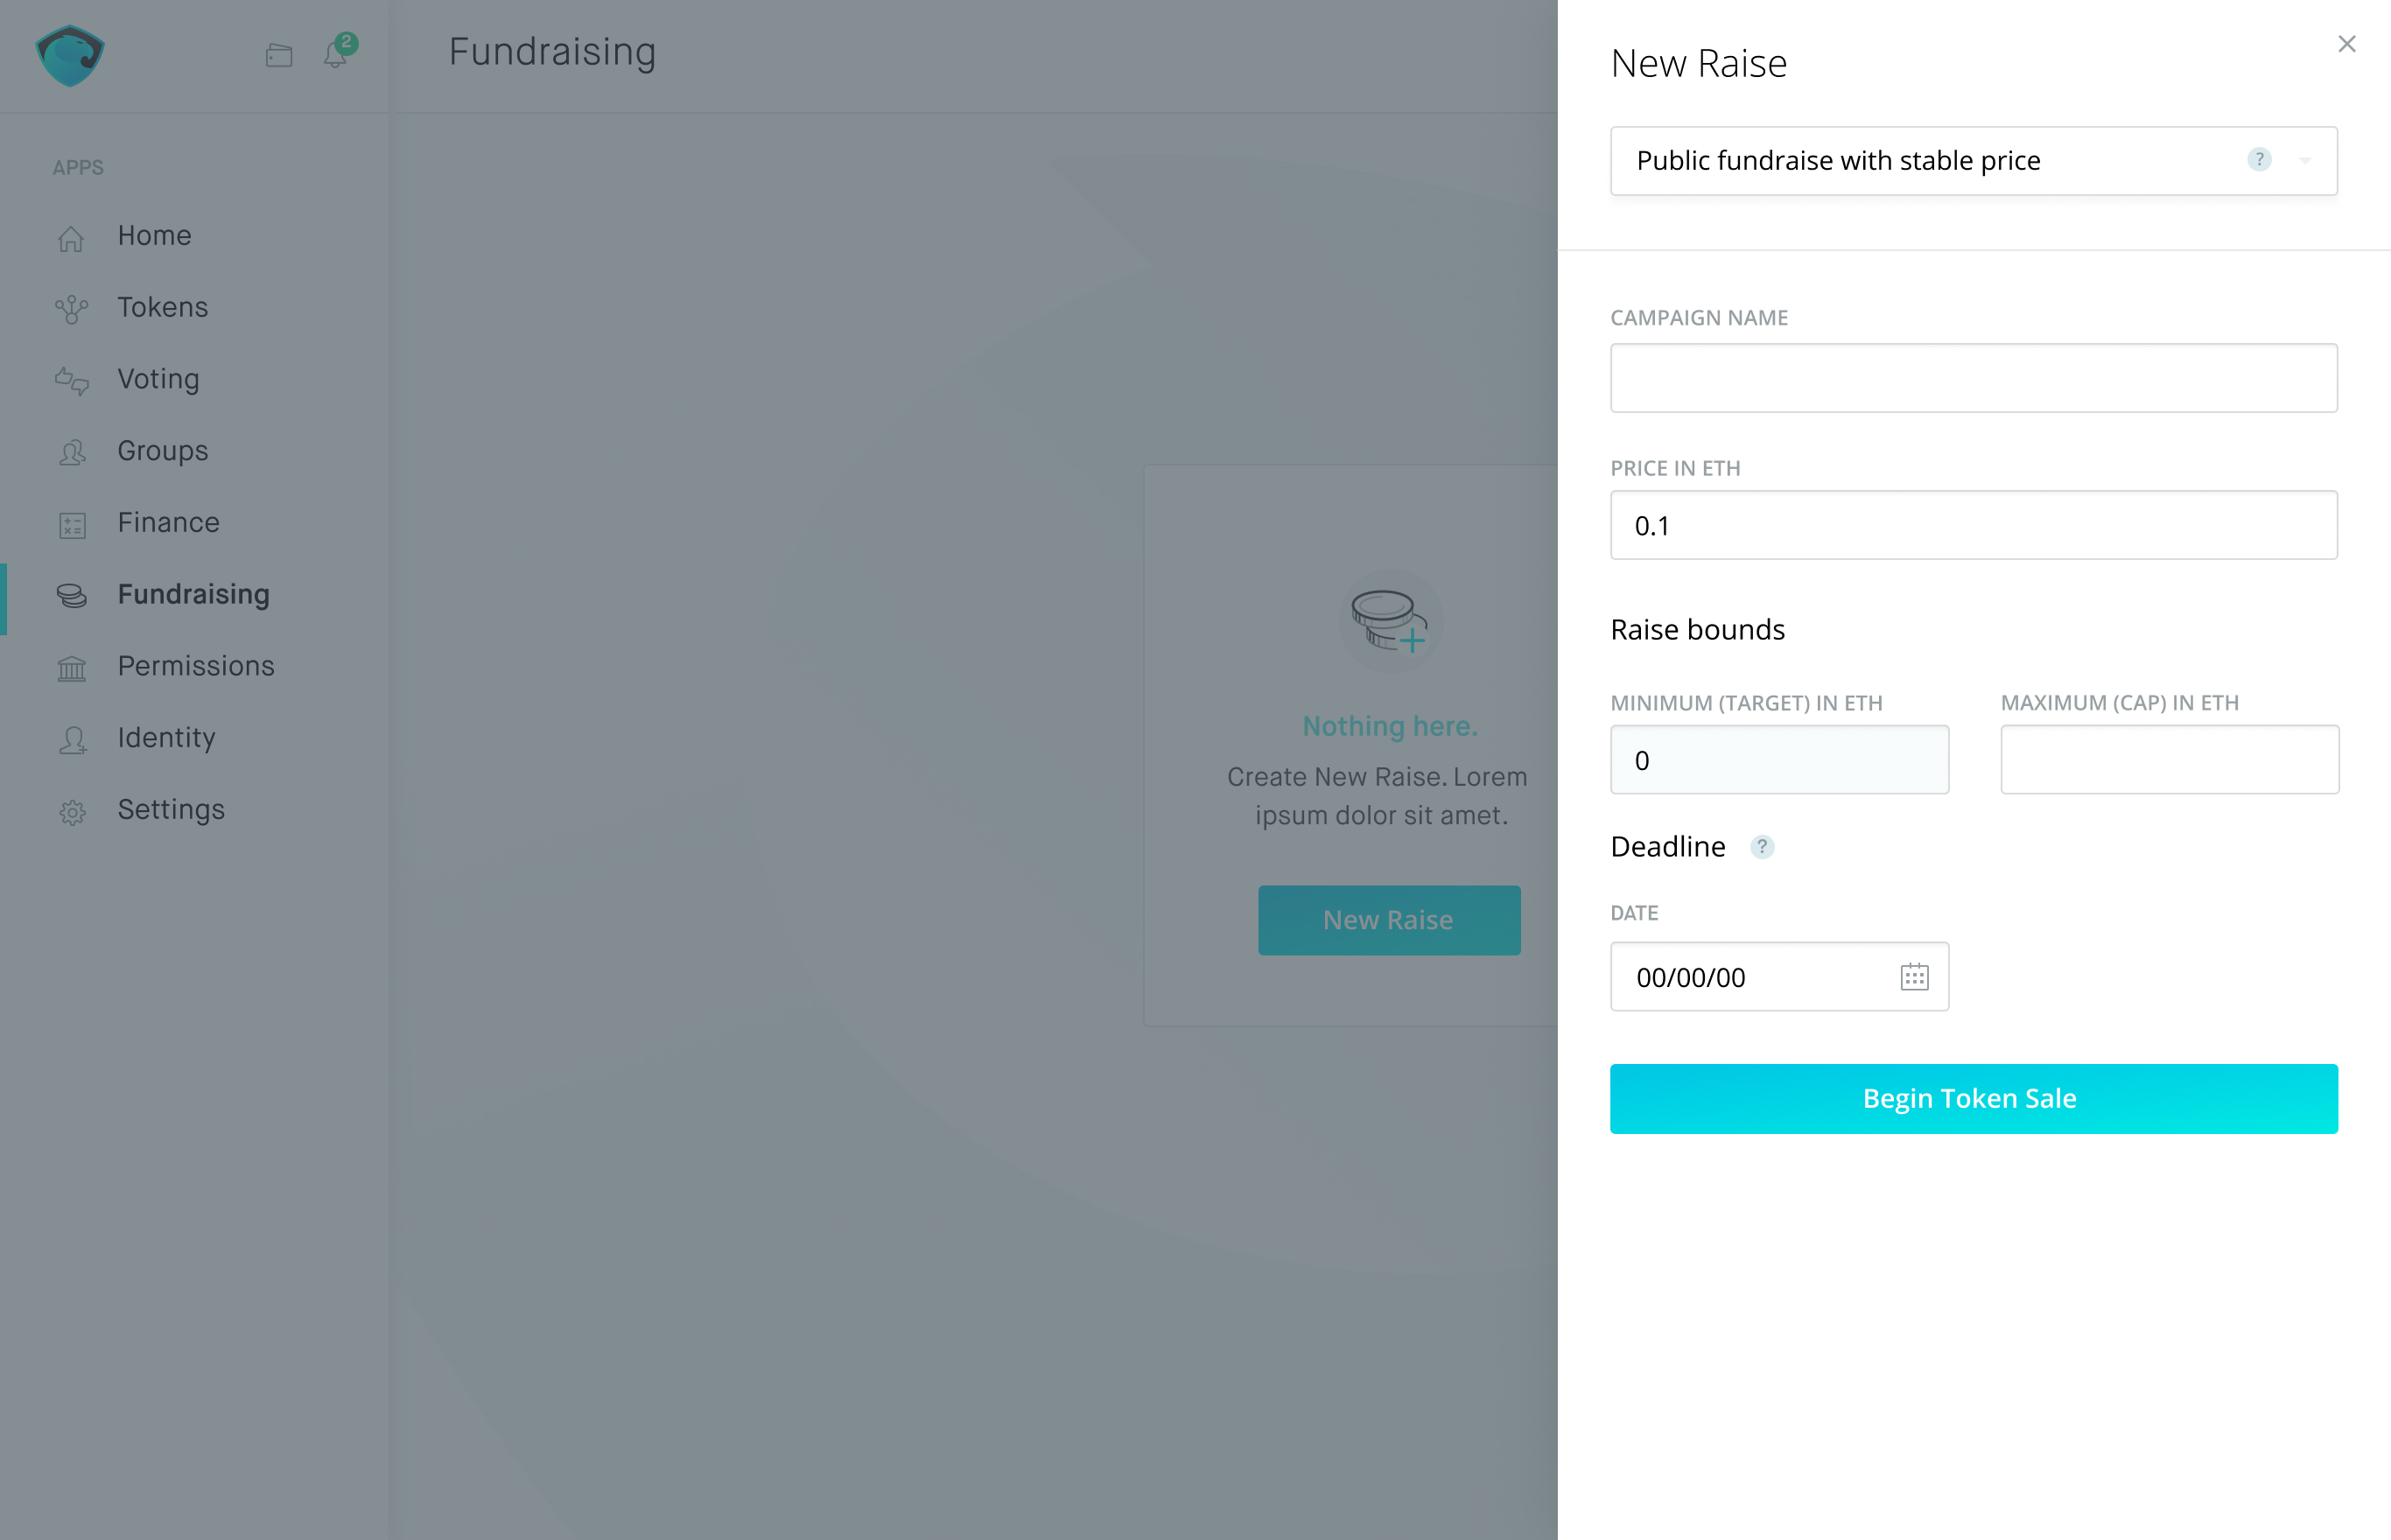 2
Fundraising
APPS
Home
Tokens
Voting
Groups
Finance
Fundraising
Permissions
Identity
Settings
Nothing here.
Create New Raise. Lorem
ipsum dolor sit amet.
New Raise
New Raise
Public fundraise with stable price
?
CAMPAIGN NAME
PRICE IN ETH
0.1
Raise bounds
MINIMUM (TARGET) IN ETH
MAXIMUM (CAP) IN ETH
0
Deadline ?
DATE
00/00/00
Begin Token Sale